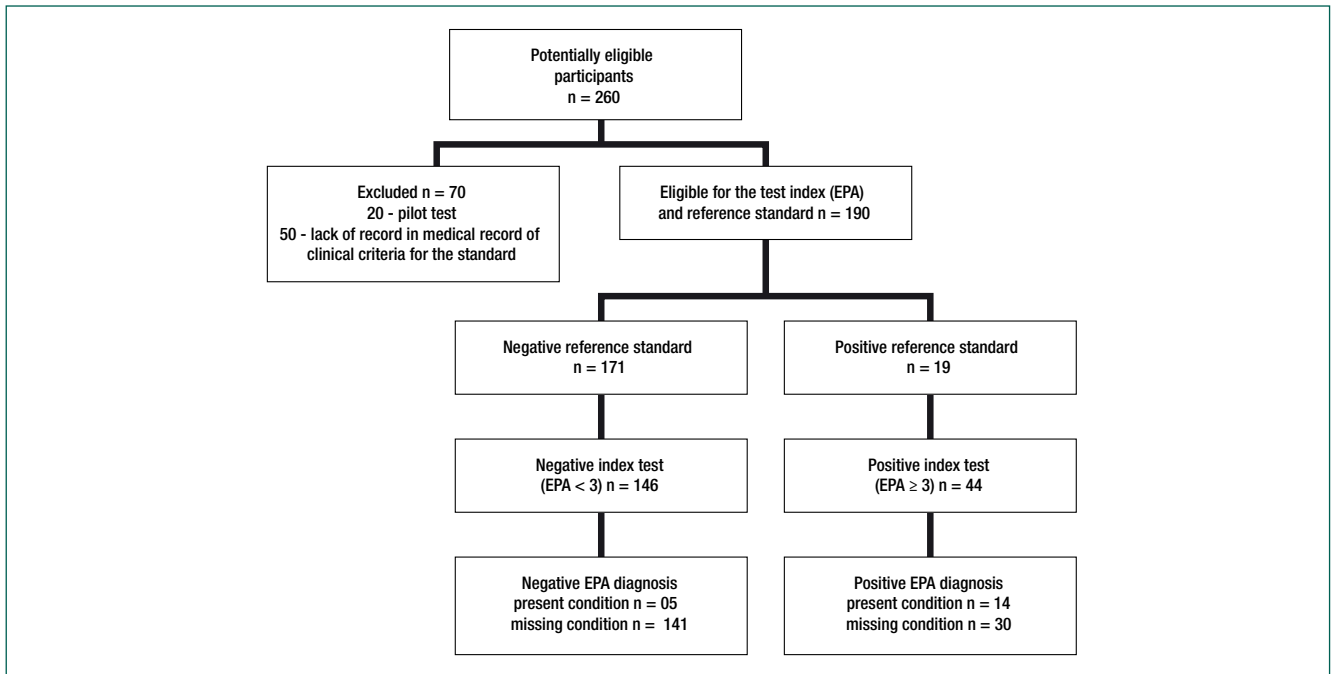 Potentially eligible
participants
n = 260
Excluded n = 70
20 - pilot test
50 - lack of record in medical record of
clinical criteria for the standard
Eligible for the test index (EPA)
and reference standard n = 190
Negative reference standard
n = 171
Positive reference standard
n = 19
Negative index test
(EPA < 3) n = 146
Positive index test
(EPA ≥ 3) n = 44
Negative EPA diagnosis
present condition n = 05
missing condition n = 141
Positive EPA diagnosis
present condition n = 14
missing condition n = 30